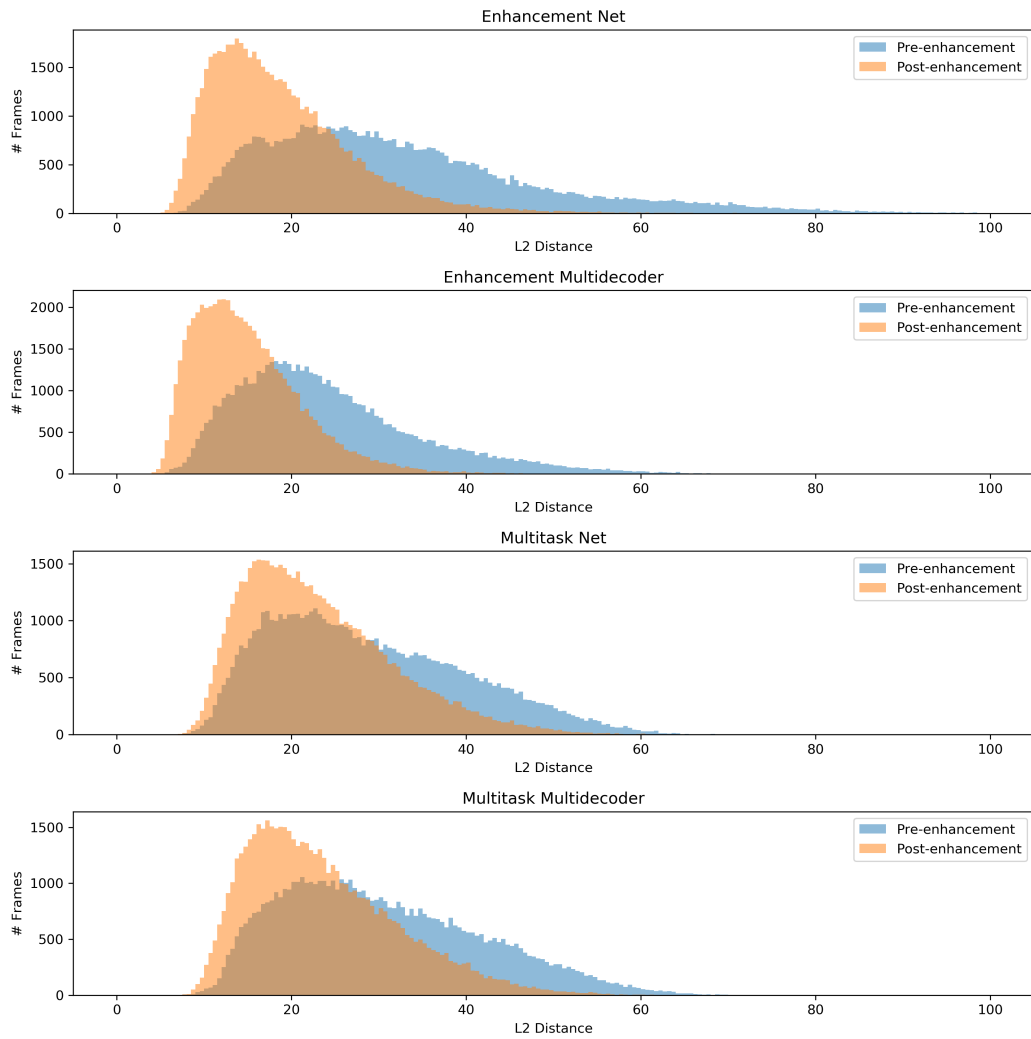 Enhancement Net
1500
1000
500
0
# Frames
Pre-enhancement
Post-enhancement
0 20 40 60 80 100
L2 Distance
Enhancement Multidecoder
2000
1500
1000
500
0
# Frames
Pre-enhancement
Post-enhancement
0 20 40 60 80 100
L2 Distance
Multitask Net
1500
1000
500
0
# Frames
Pre-enhancement
Post-enhancement
0 20 40 60 80 100
L2 Distance
Multitask Multidecoder
1500
1000
500
0
# Frames
Pre-enhancement
Post-enhancement
0 20 40 60 80 100
L2 Distance